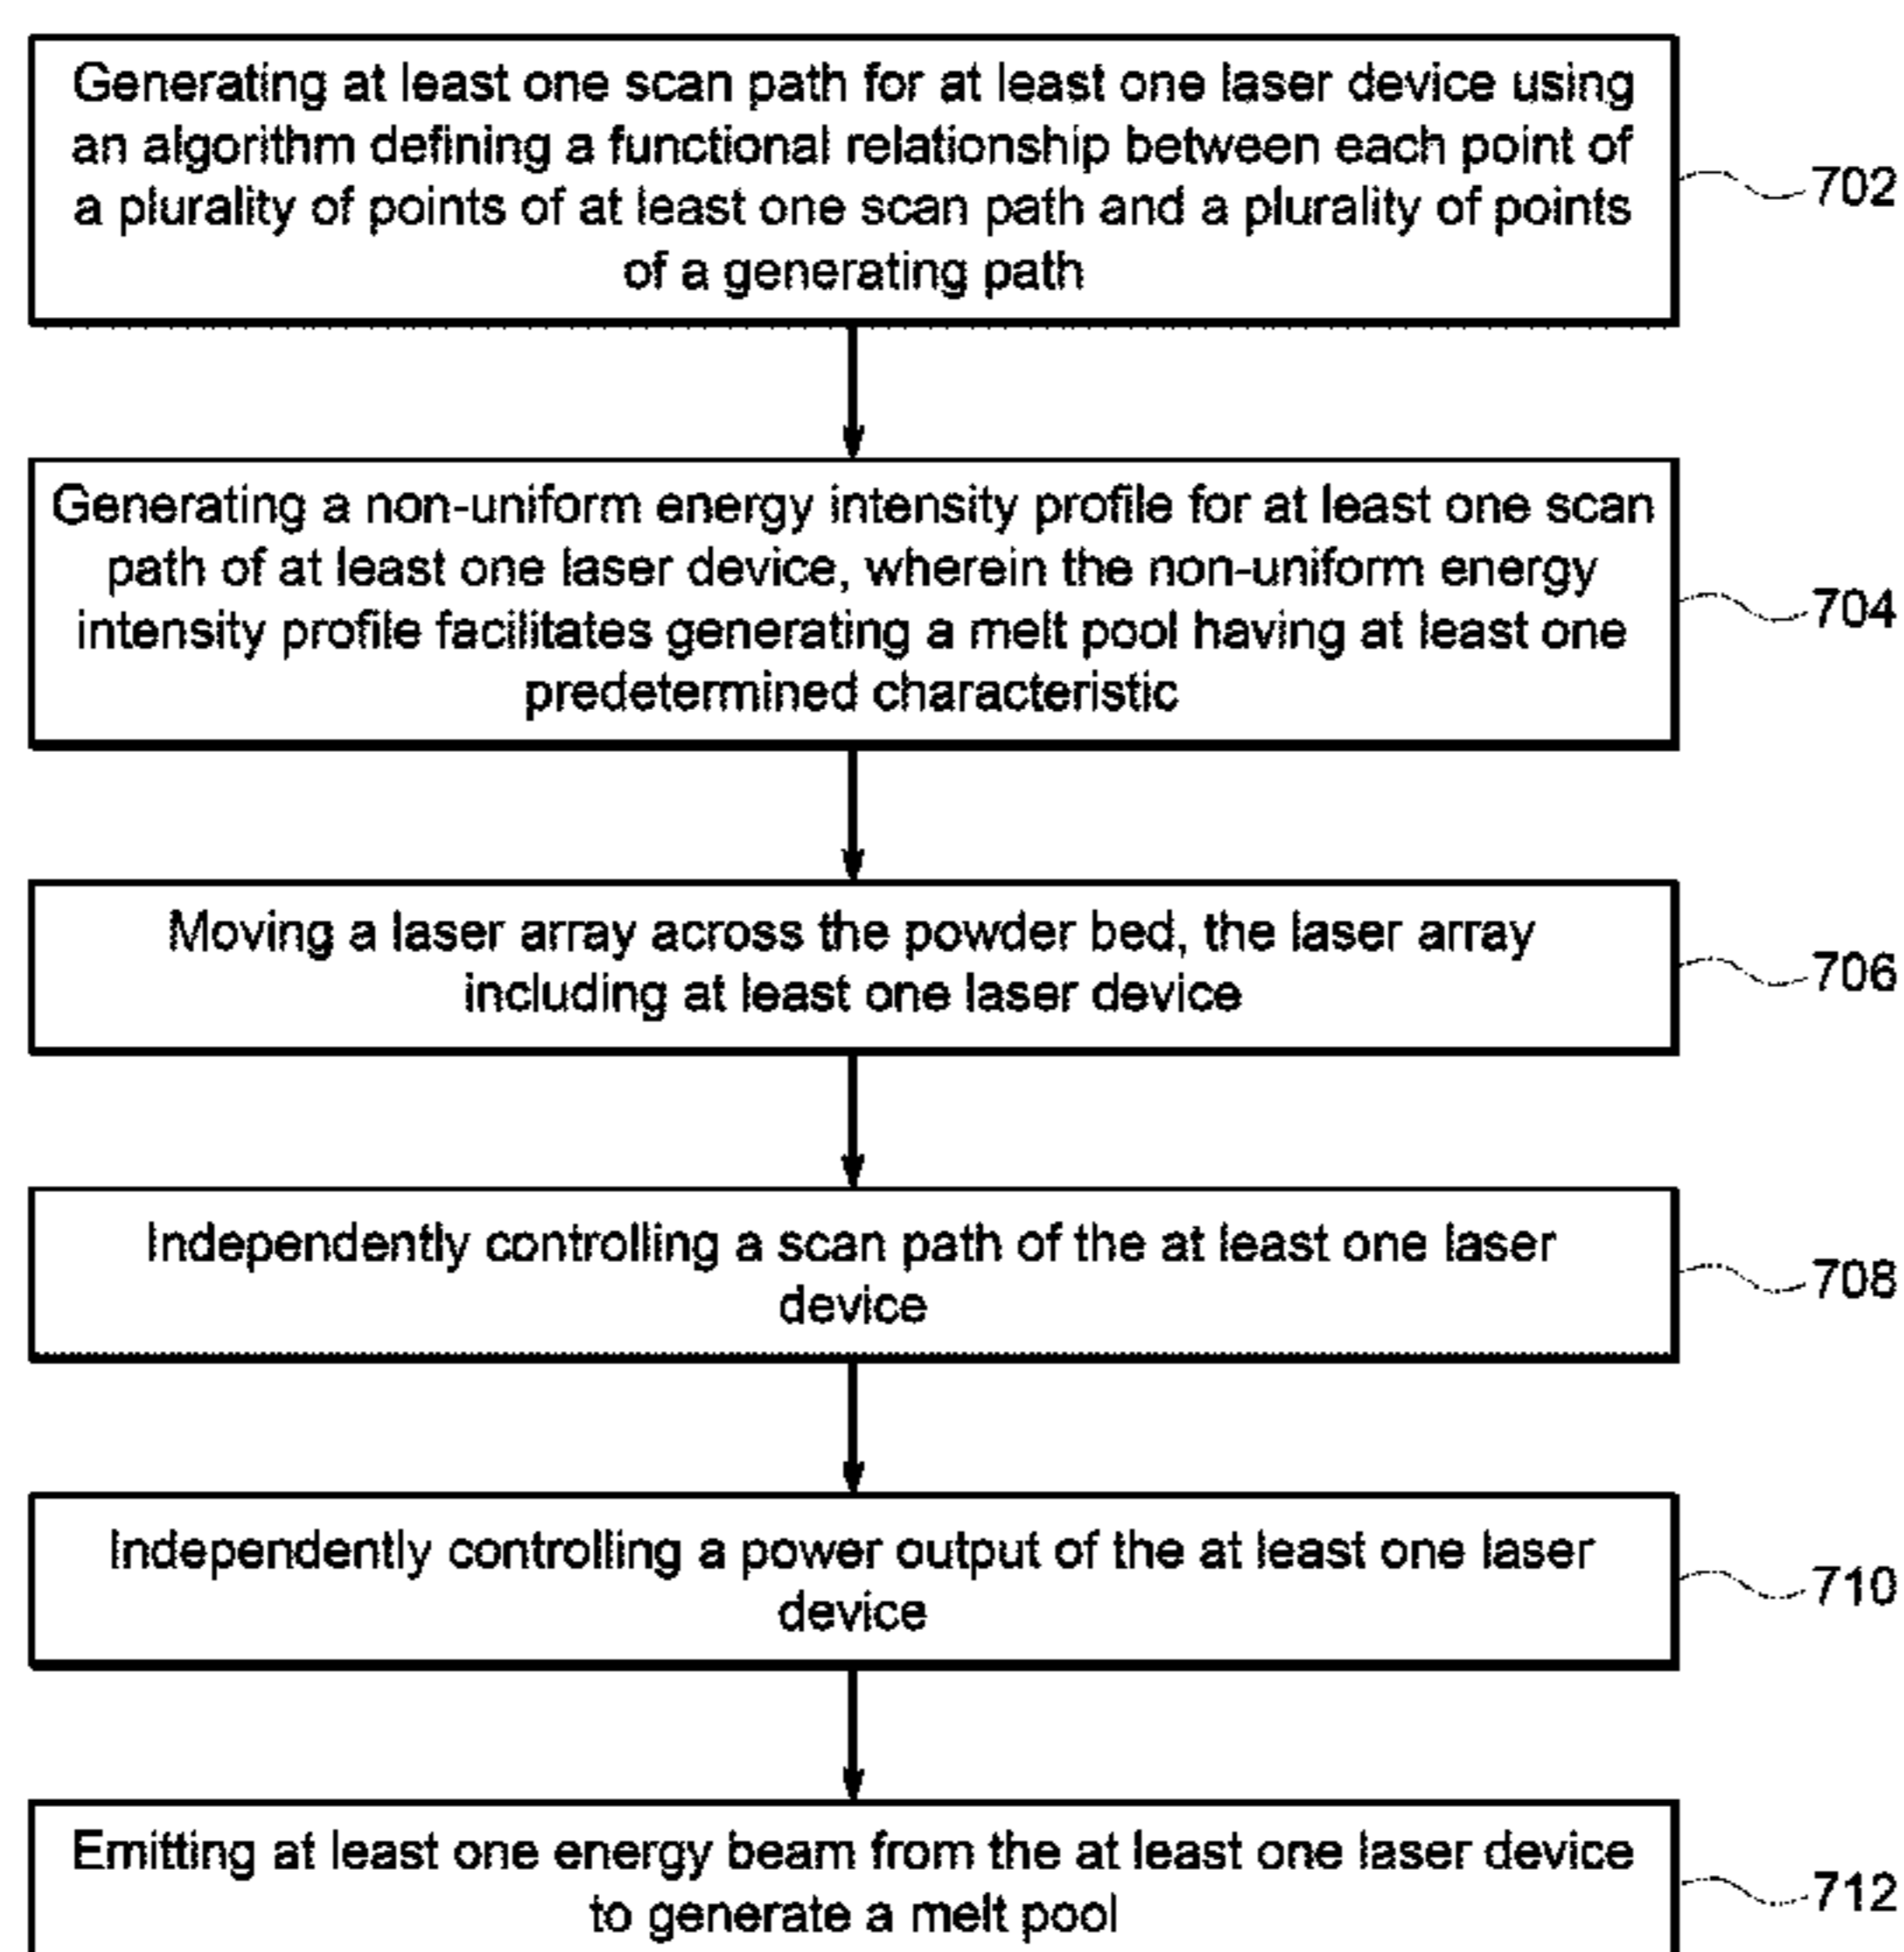 Generating at least one scan path for at least one laser device using
an algorithm defining a functional relationship between each point of
a plurality of points of at least one scan path and a plurality of points
of a generating path
702
Generating a non-uniform energy intensity profile for at least one scan
path of at least one laser device, wherein the non-uniform energy
intensity profile facilitates generating a melt pool having at least one
predetermined characteristic
704
Moving a laser array across the powder bed, the laser array
including at least one laser device
706
Independently controlling a scan path of the at least one laser
device
708
Independently controlling a power output of the at least one laser
device
710
Emitting at least one energy beam from the at least one laser device
to generate a melt pool
712